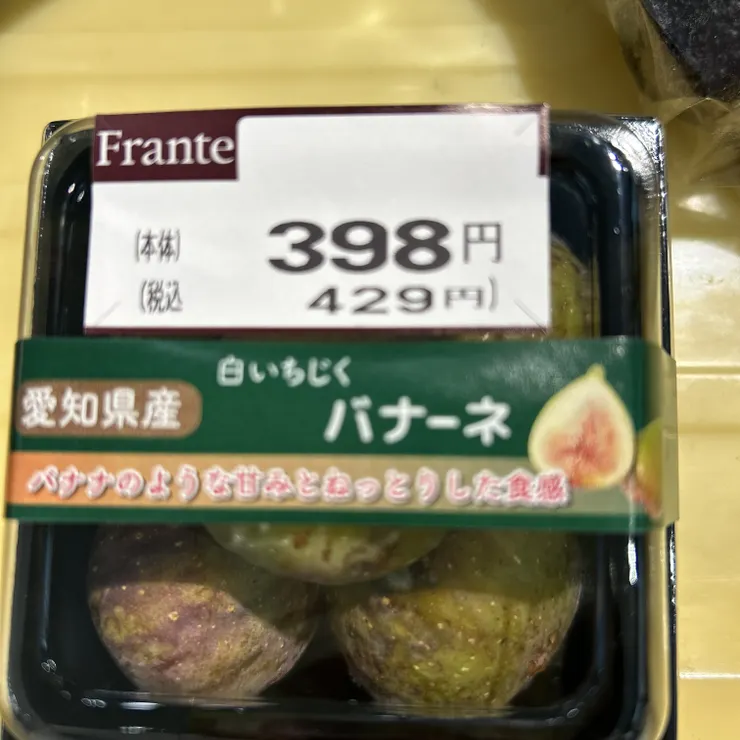 Frante
(本体) 398円
(税込 429円)
白いちじく
愛知県産 バナーネ
バナナのような甘みとねっとりした食感